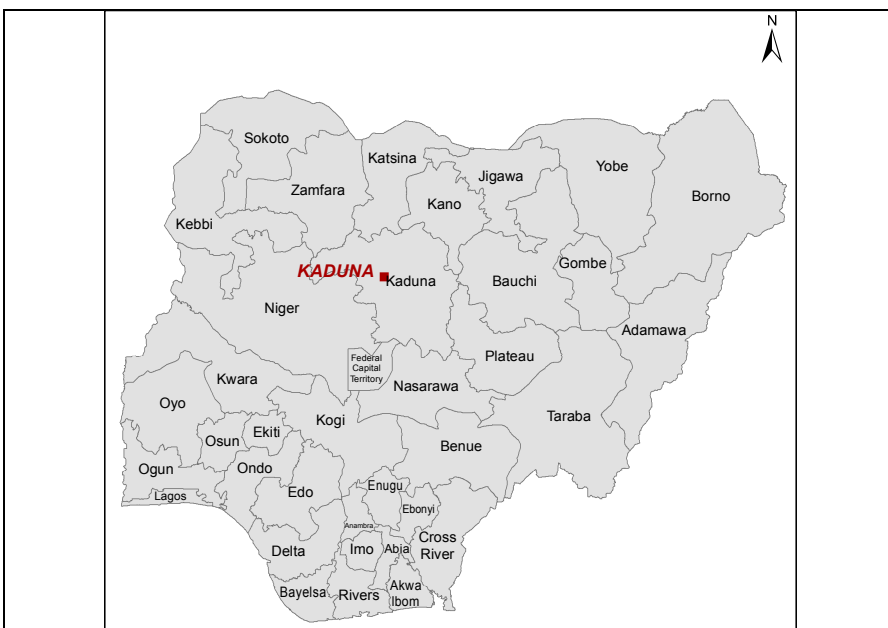 N
Sokoto
Katsina
Yobe
Jigawa
Zamfara
Borno
Kano
Kebbi
Gombe
KADUNA
Kaduna
Bauchi
Niger
Adamawa
Plateau
Federal
Capital
Territory
Kwara
Nasarawa
Oyo
Taraba
Kogi
Ekiti
Osun
Benue
Ogun
Ondo
Enugu
Edo
Lagos
Ebonyi
Anambra
Cross
River
Delta
Imo
Abia
Akwa
Ibom
Bayelsa
Rivers